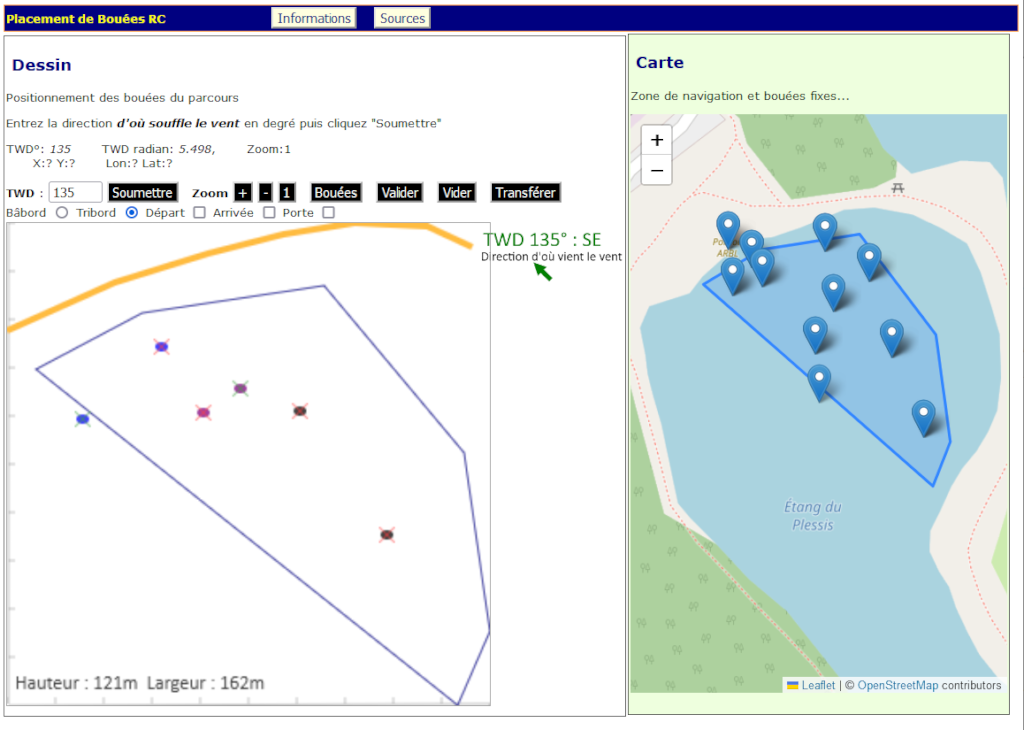 Placement de Bouées RC
Informations
Sources
Dessin
Positionnement des bouées du parcours
Entrez la direction d'où souffle le vent en degré puis cliquez "Soumettre"
TWD°: 135 TWD radian: 5.498, Zoom:1
X:? Y:? Lon:? Lat:?
TWD : 135 Soumettre Zoom + - 1 Bouées Valider Vider Transférer
Bâbord Tribord Départ Arrivée Porte
TWD 135° : SE
Direction d'où vient le vent
Hauteur : 121m Largeur : 162m
Carte
Zone de navigation et bouées fixes...
+
−
Étang du
Plessis
Leaflet | © OpenStreetMap contributors